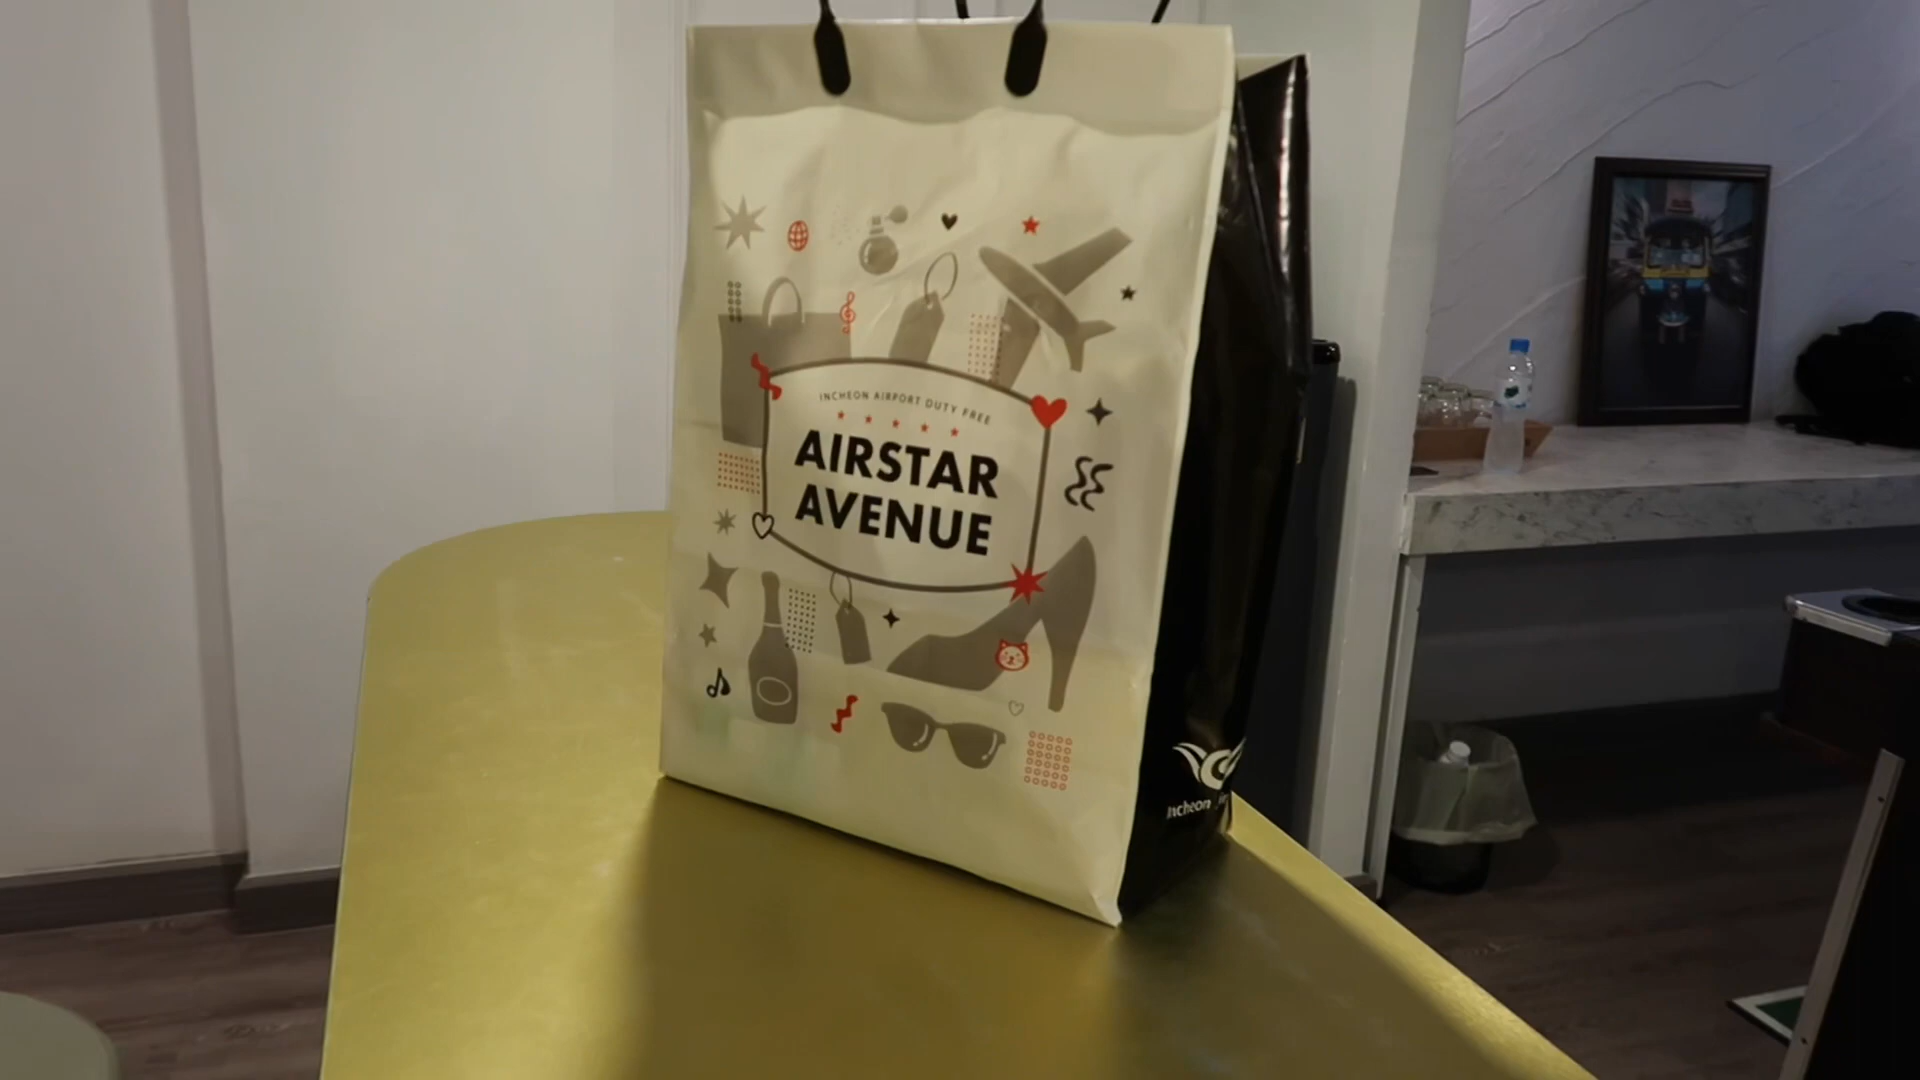 INCHEON AIRPORT DUTY FREE
AIRSTAR
AVENUE
Incheon